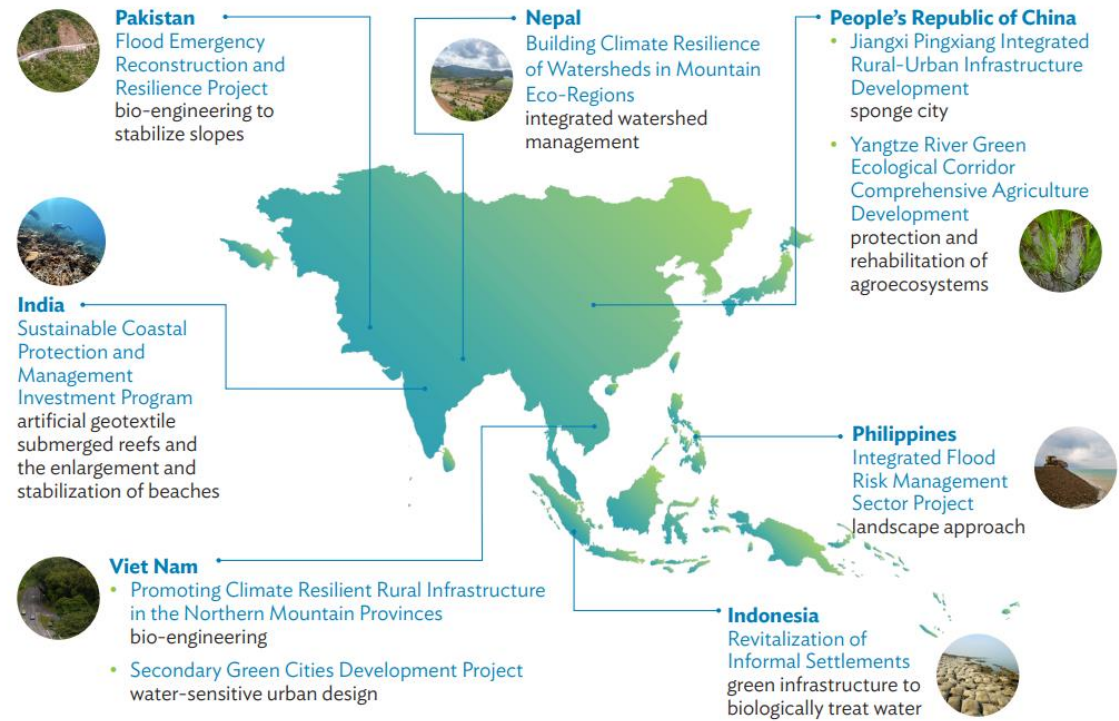 Pakistan
Flood Emergency
Reconstruction and
Resilience Project
bio-engineering to
stabilize slopes
Nepal
Building Climate Resilience
of Watersheds in Mountain
Eco-Regions
integrated watershed
management
People’s Republic of China
• Jiangxi Pingxiang Integrated
Rural-Urban Infrastructure
Development
sponge city
• Yangtze River Green
Ecological Corridor
Comprehensive Agriculture
Development
protection and
rehabilitation of
agroecosystems
India
Sustainable Coastal
Protection and
Management
Investment Program
artificial geotextile
submerged reefs and
the enlargement and
stabilization of beaches
Philippines
Integrated Flood
Risk Management
Sector Project
landscape approach
Viet Nam
• Promoting Climate Resilient Rural Infrastructure
in the Northern Mountain Provinces
bio-engineering
• Secondary Green Cities Development Project
water-sensitive urban design
Indonesia
Revitalization of
Informal Settlements
green infrastructure to
biologically treat water